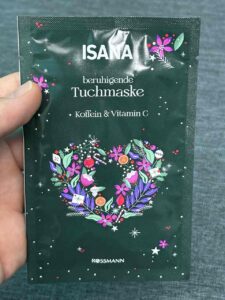 ISANA
beruhigende
Tuchmaske
• Koffein & Vitamin C
ROSSMANN